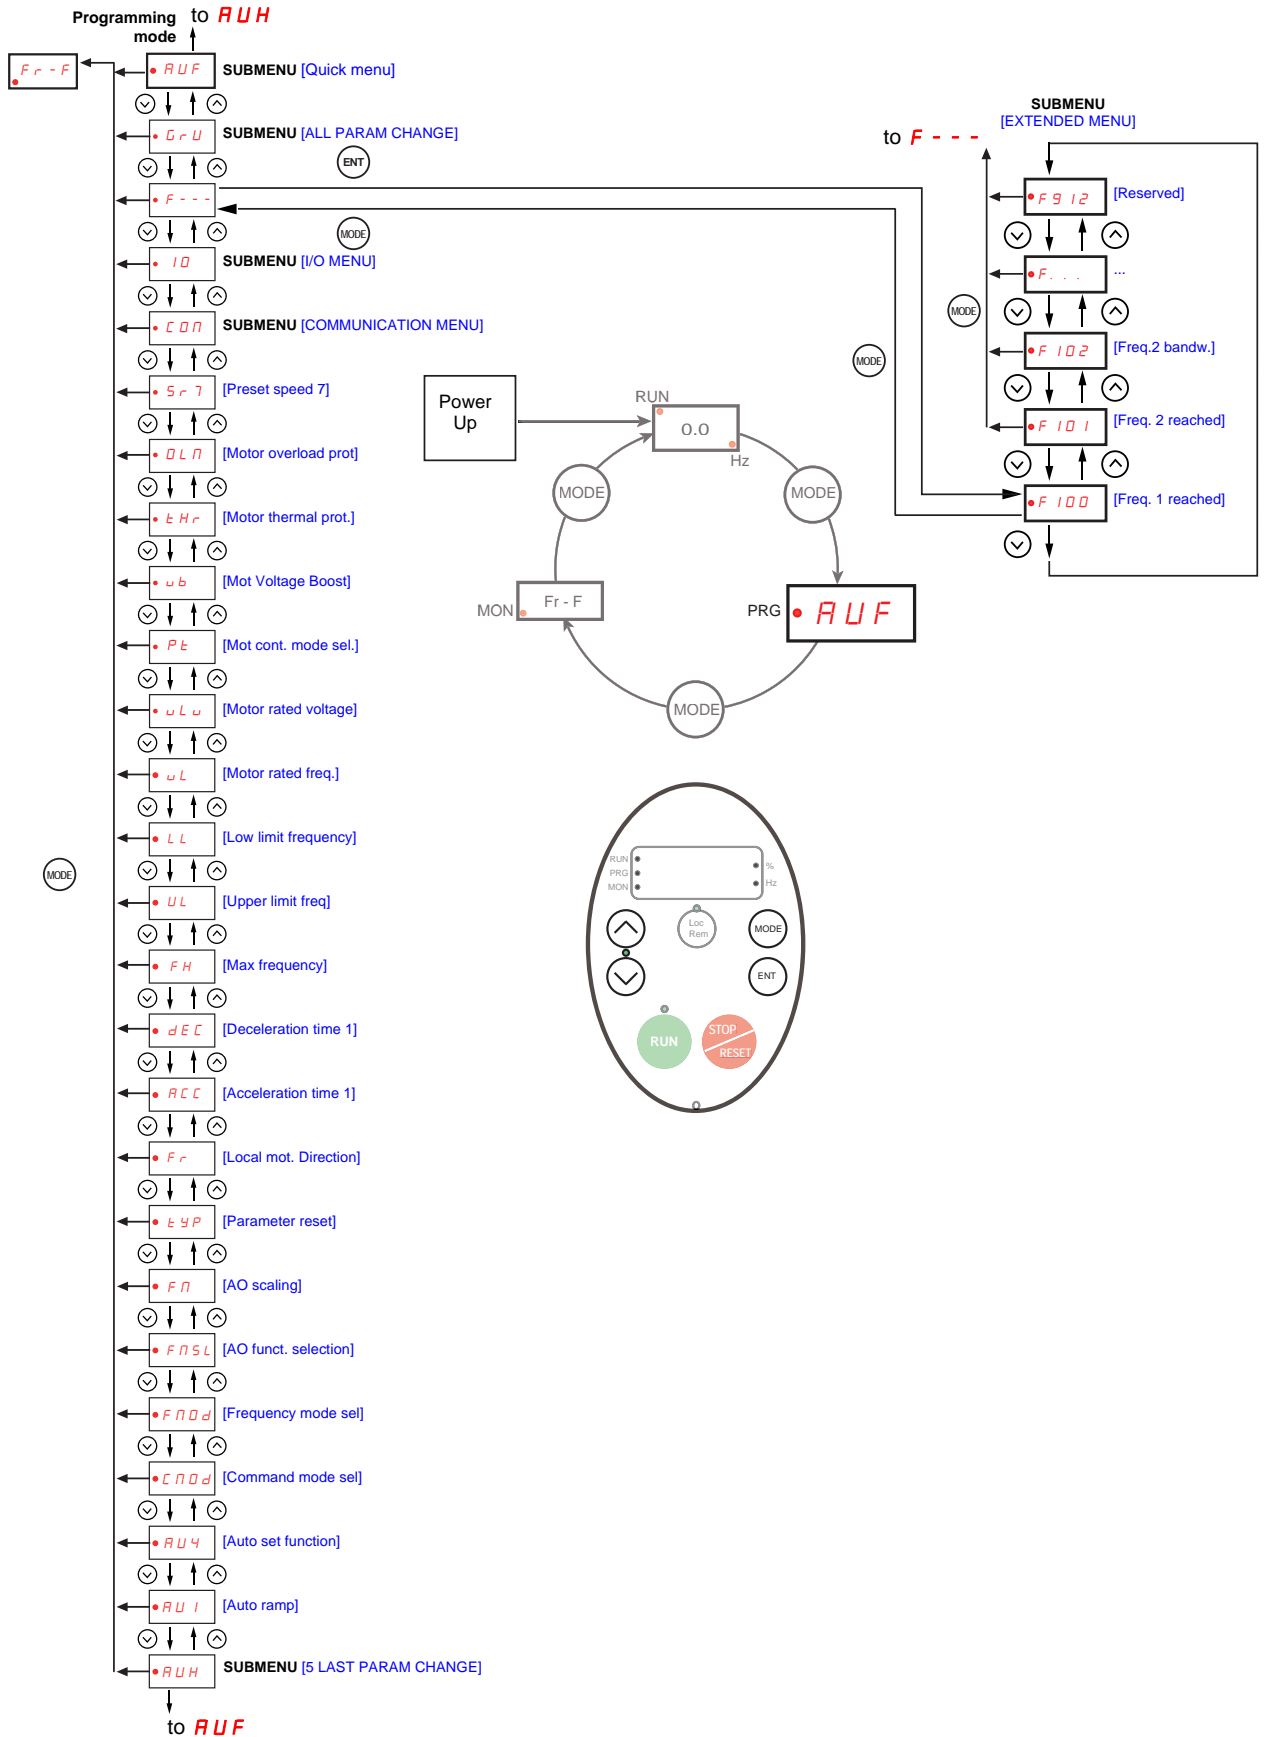 Programming mode
to AUH
Fr-F
AUF SUBMENU [Quick menu]
GrU SUBMENU [ALL PARAM CHANGE]
ENT
F---
MODE
IO SUBMENU [I/O MENU]
COM SUBMENU [COMMUNICATION MENU]
Sr7 [Preset speed 7]
OLM [Motor overload prot]
tHr [Motor thermal prot.]
ub [Mot Voltage Boost]
Pt [Mot cont. mode sel.]
uLu [Motor rated voltage]
uL [Motor rated freq.]
LL [Low limit frequency]
MODE
UL [Upper limit freq]
FH [Max frequency]
dEC [Deceleration time 1]
ACC [Acceleration time 1]
Fr [Local mot. Direction]
tYP [Parameter reset]
FM [AO scaling]
FMSL [AO funct. selection]
FMOd [Frequency mode sel]
CMOd [Command mode sel]
AU4 [Auto set function]
AU1 [Auto ramp]
AUH SUBMENU [5 LAST PARAM CHANGE]
to AUF
SUBMENU
[EXTENDED MENU]
to F---
F912 [Reserved]
F... ...
MODE
F102 [Freq.2 bandw.]
F101 [Freq. 2 reached]
F100 [Freq. 1 reached]
MODE
Power Up
RUN
0.0
Hz
MODE
MODE
MON
Fr - F
PRG
AUF
MODE
RUN
PRG
MON
%
Hz
Loc
Rem
MODE
ENT
RUN
STOP
RESET